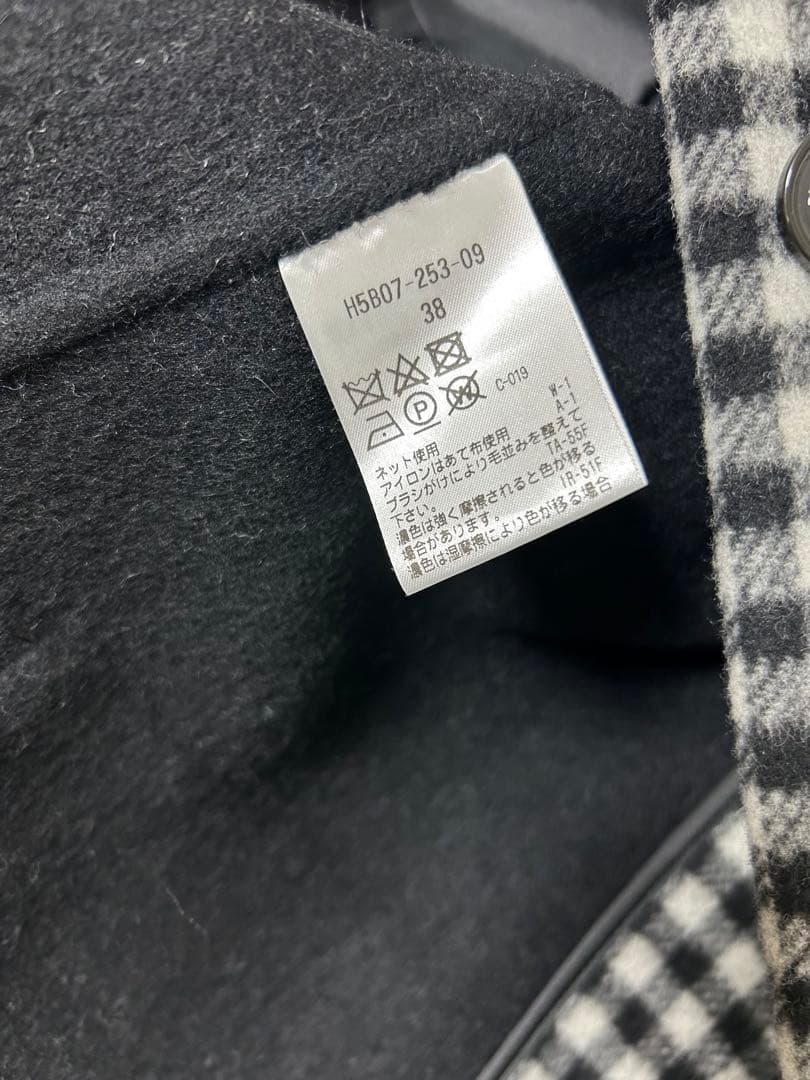 H5B07-253-09
38
P
W
C-019
W-1
A-1
ネット使用
アイロンはあて布使用
TA-55F
ブラシがけにより毛並みを整えて
下さい。
IR-51F
濃色は強く摩擦されると色が移る
場合があります。
濃色は湿摩擦により色が移る場合